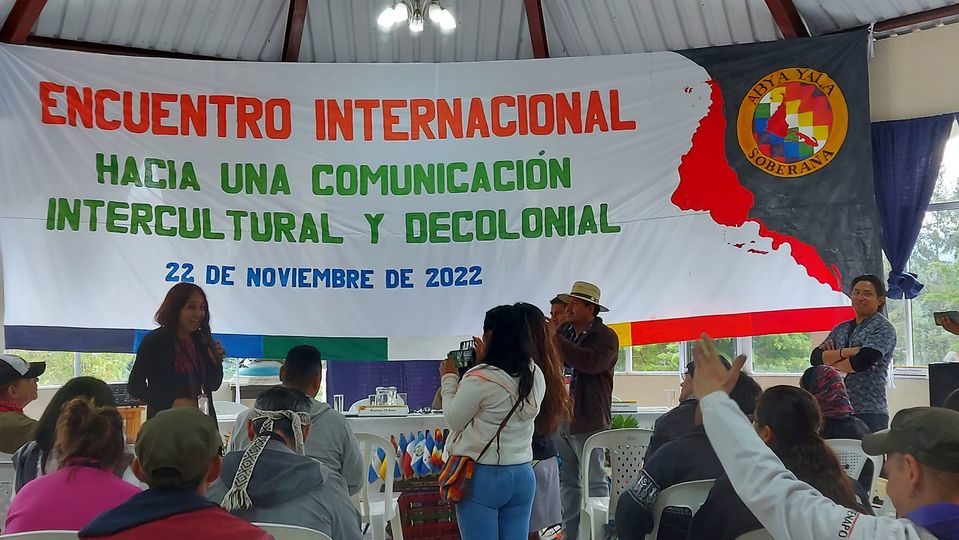 ENCUENTRO INTERNACIONAL
HACIA UNA COMUNICACIÓN
INTERCULTURAL Y DECOLONIAL
22 DE NOVIEMBRE DE 2022
ABYA YALA
SOBERANA